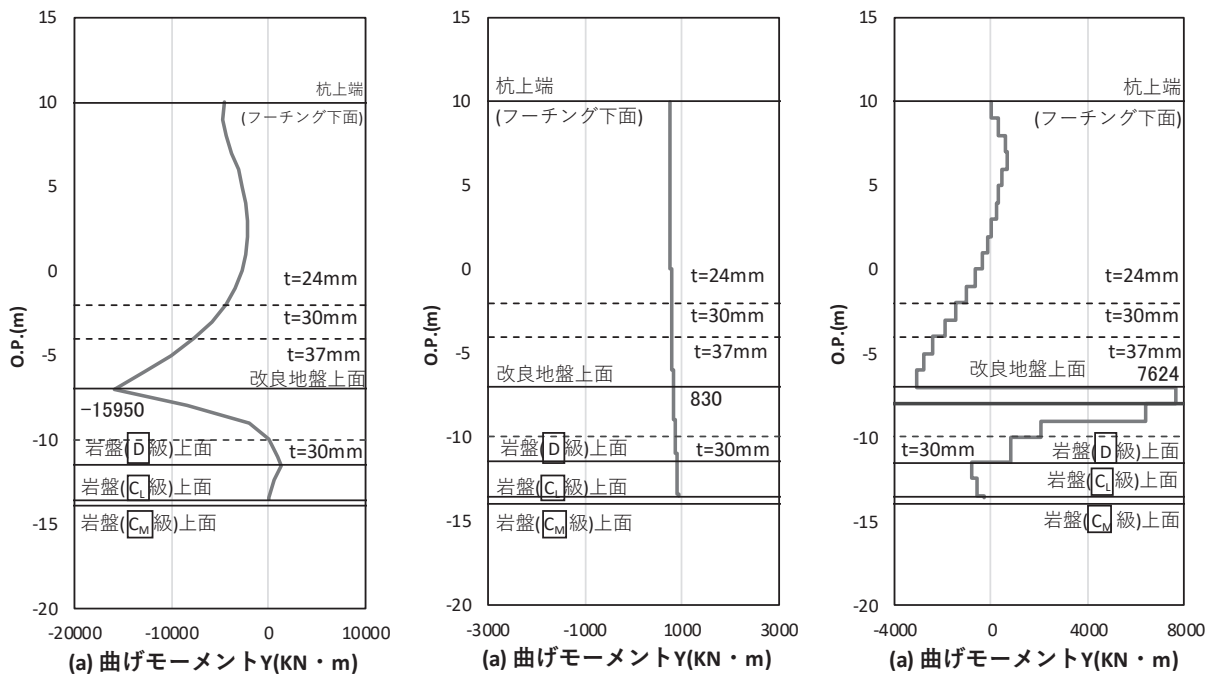 15
10
5
0
-5
-10
-15
-20
O.P.(m)
杭上端
(フーチング下面)
t=24mm
t=30mm
t=37mm
改良地盤上面
−15950
岩盤(D級)上面
t=30mm
岩盤(CL級)上面
岩盤(CM級)上面
-20000 -10000 0 10000
(a) 曲げモーメントY(KN・m)
15
10
5
0
-5
-10
-15
-20
O.P.(m)
杭上端
(フーチング下面)
t=24mm
t=30mm
t=37mm
改良地盤上面
830
岩盤(D級)上面
t=30mm
岩盤(CL級)上面
岩盤(CM級)上面
-3000 -1000 1000 3000
(a) 曲げモーメントY(KN・m)
15
10
5
0
-5
-10
-15
-20
O.P.(m)
杭上端
(フーチング下面)
t=24mm
t=30mm
t=37mm
改良地盤上面
7624
t=30mm
岩盤(D級)上面
岩盤(CL級)上面
岩盤(CM級)上面
-4000 0 4000 8000
(a) 曲げモーメントY(KN・m)